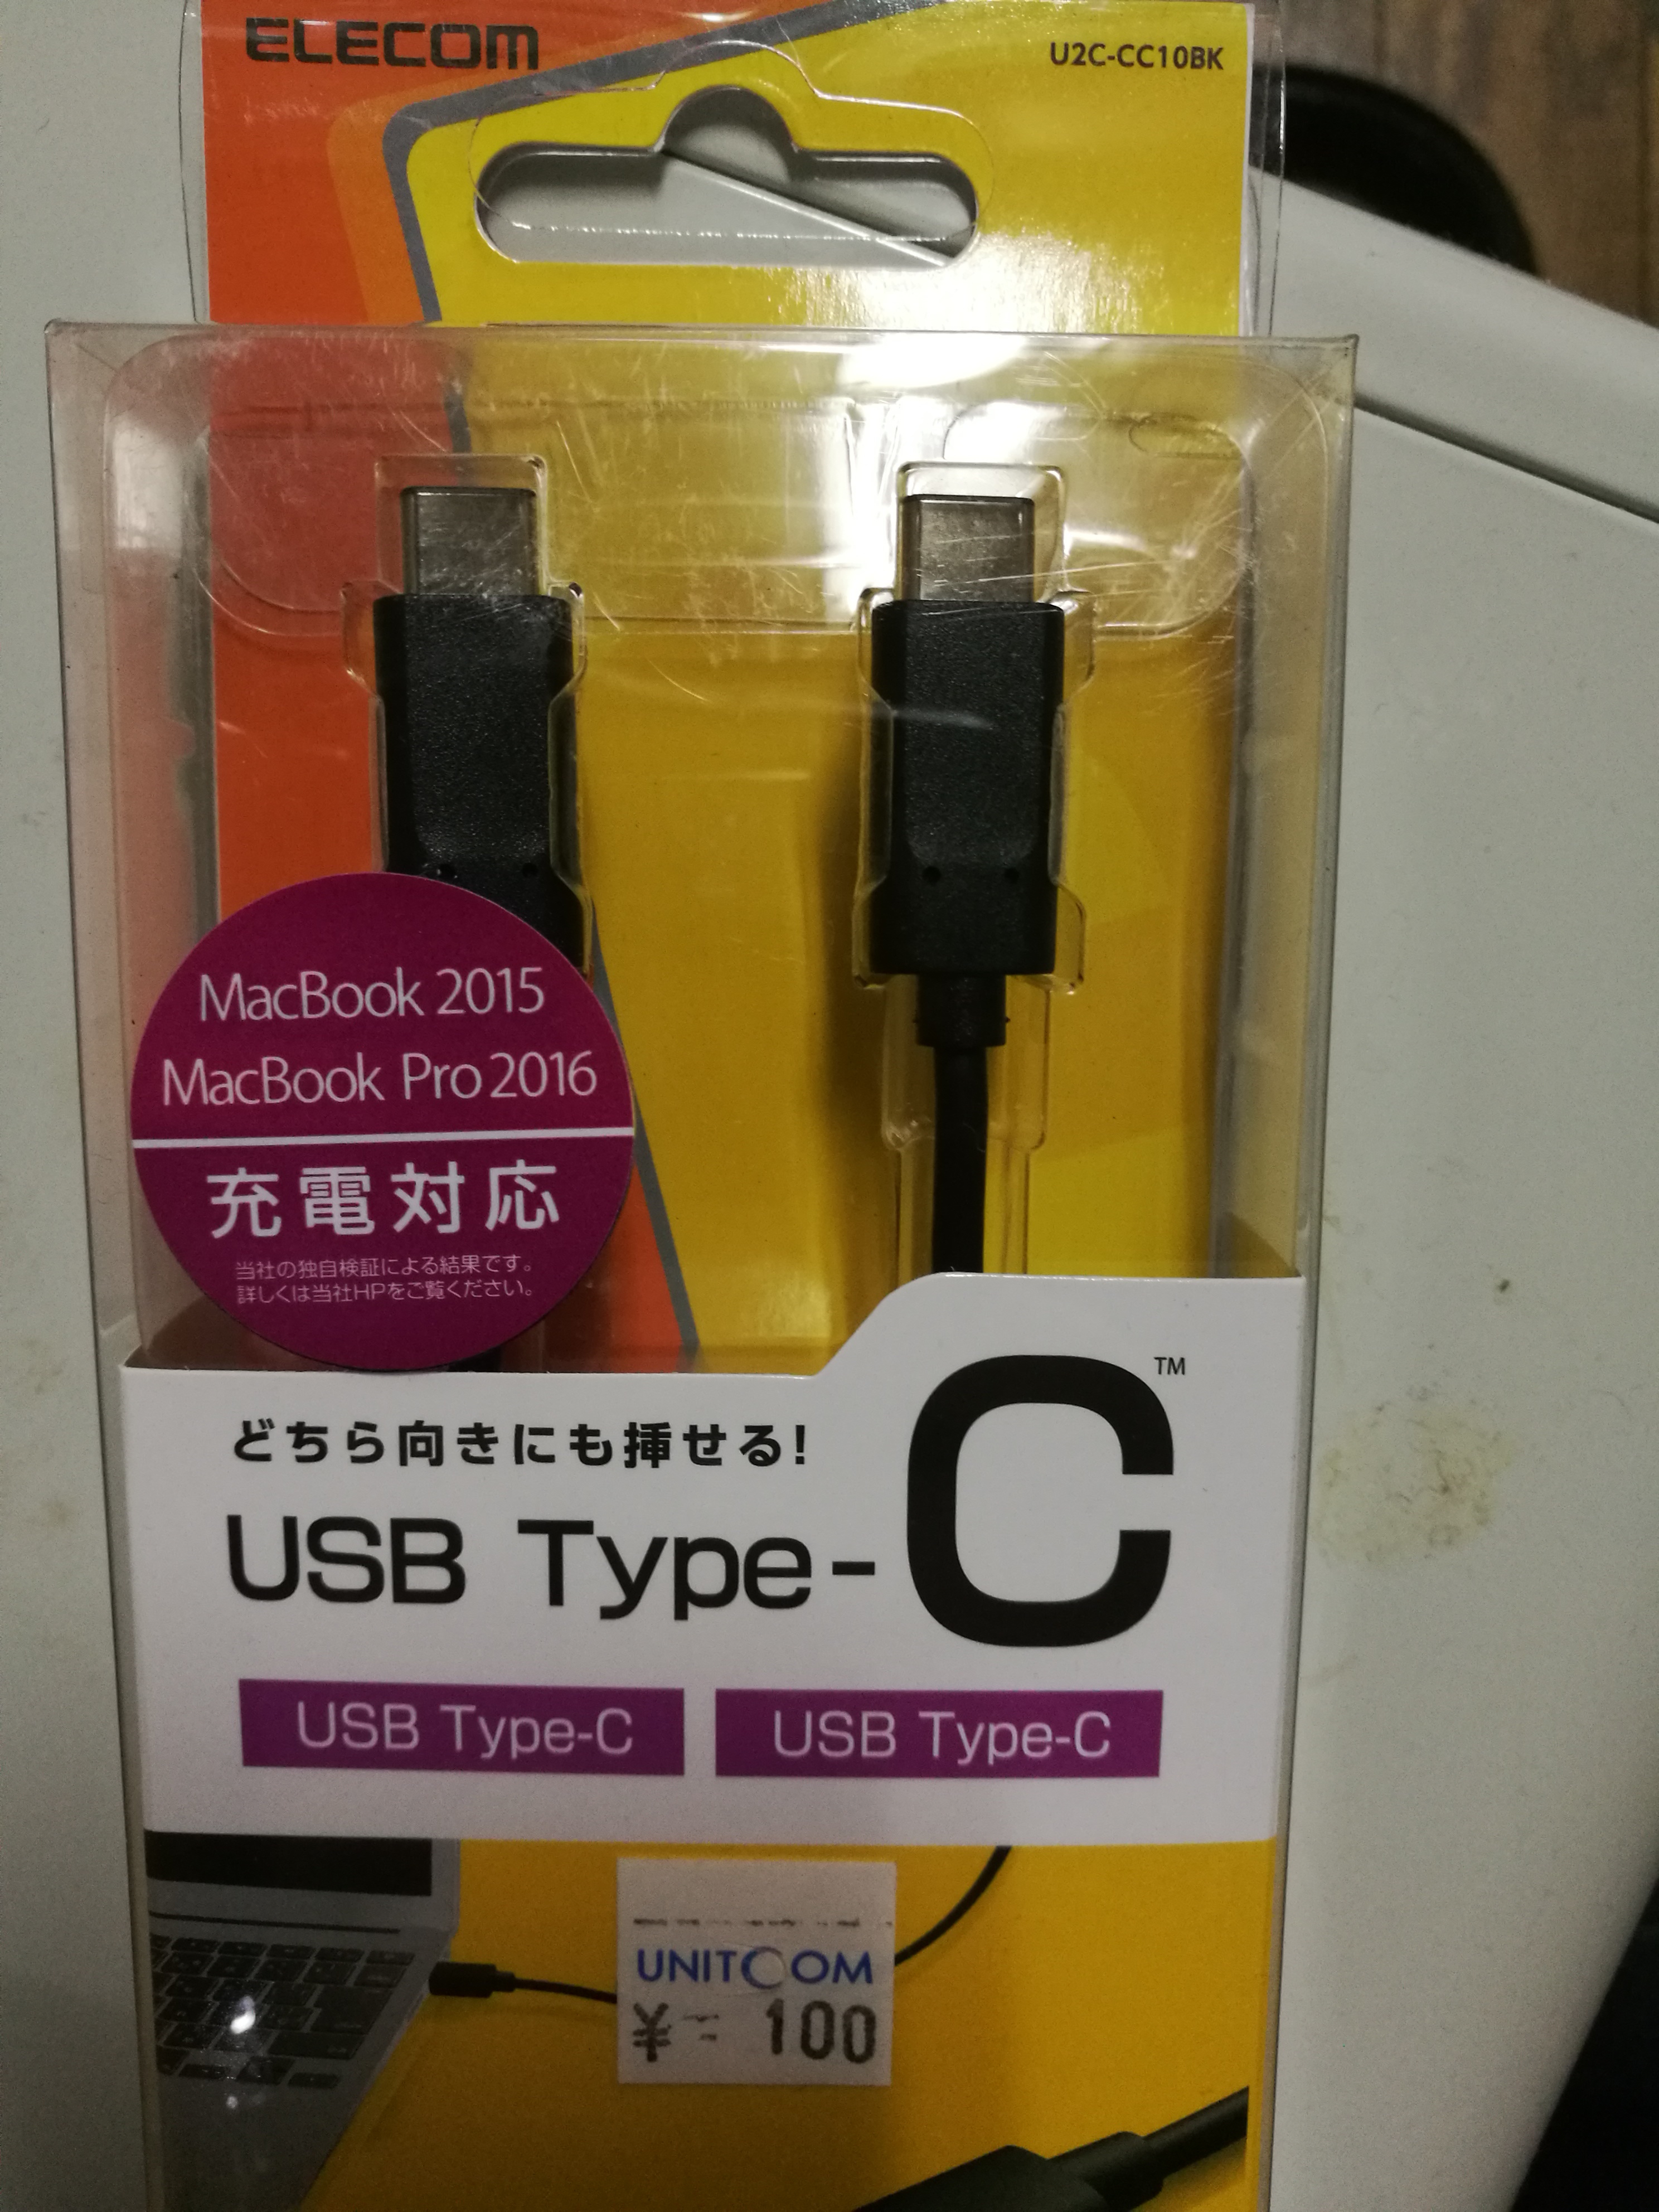 ELECOM
U2C-CC10BK
MacBook 2015
MacBook Pro 2016
充電対応
当社の独自検証による結果です。
詳しくは当社HPをご覧ください。
どちら向きにも挿せる!
USB Type-C™
USB Type-C
USB Type-C
UNITCOM
¥ 100